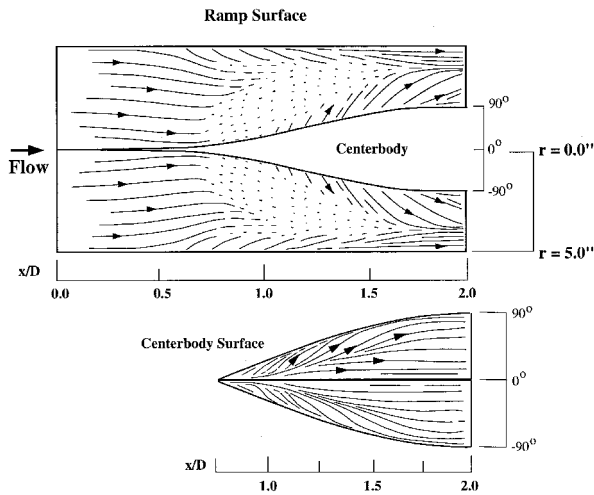 Ramp Surface
90°
Flow
Centerbody
0°
r = 0.0"
-90°
r = 5.0"
x/D
0.0 0.5 1.0 1.5 2.0
Centerbody Surface
90°
0°
-90°
x/D
1.0 1.5 2.0